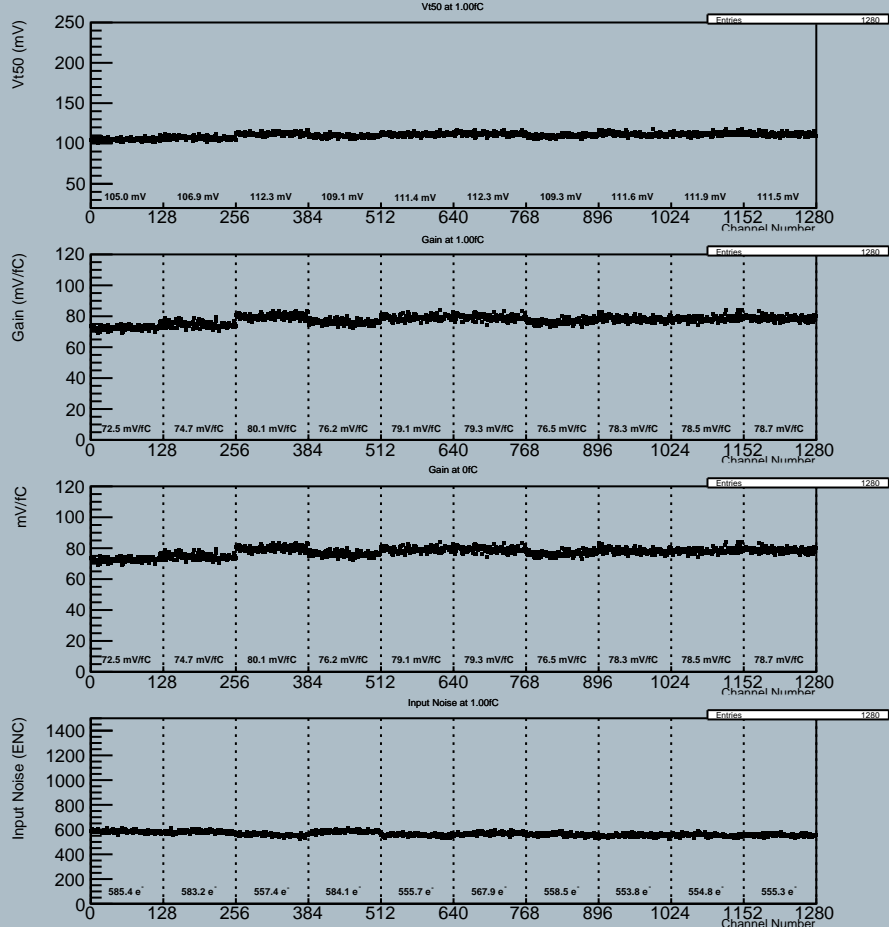 Vt50 at 1.00fC
Entries 1280
Vt50 (mV)
250
200
150
100
50
105.0 mV 106.9 mV 112.3 mV 109.1 mV 111.4 mV 112.3 mV 109.3 mV 111.6 mV 111.9 mV 111.5 mV
0 128 256 384 512 640 768 896 1024 1152 1280
Channel Number
Gain at 1.00fC
Entries 1280
Gain (mV/fC)
120
100
80
60
40
20
0
72.5 mV/fC 74.7 mV/fC 80.1 mV/fC 76.2 mV/fC 79.1 mV/fC 79.3 mV/fC 76.5 mV/fC 78.3 mV/fC 78.5 mV/fC 78.7 mV/fC
0 128 256 384 512 640 768 896 1024 1152 1280
Channel Number
Gain at 0fC
Entries 1280
mV/fC
120
100
80
60
40
20
0
72.5 mV/fC 74.7 mV/fC 80.1 mV/fC 76.2 mV/fC 79.1 mV/fC 79.3 mV/fC 76.5 mV/fC 78.3 mV/fC 78.5 mV/fC 78.7 mV/fC
0 128 256 384 512 640 768 896 1024 1152 1280
Channel Number
Input Noise at 1.00fC
Entries 1280
Input Noise (ENC)
1400
1200
1000
800
600
400
200
0
585.4 e⁻ 583.2 e⁻ 557.4 e⁻ 584.1 e⁻ 555.7 e⁻ 567.9 e⁻ 558.5 e⁻ 553.8 e⁻ 554.8 e⁻ 555.3 e⁻
0 128 256 384 512 640 768 896 1024 1152 1280
Channel Number